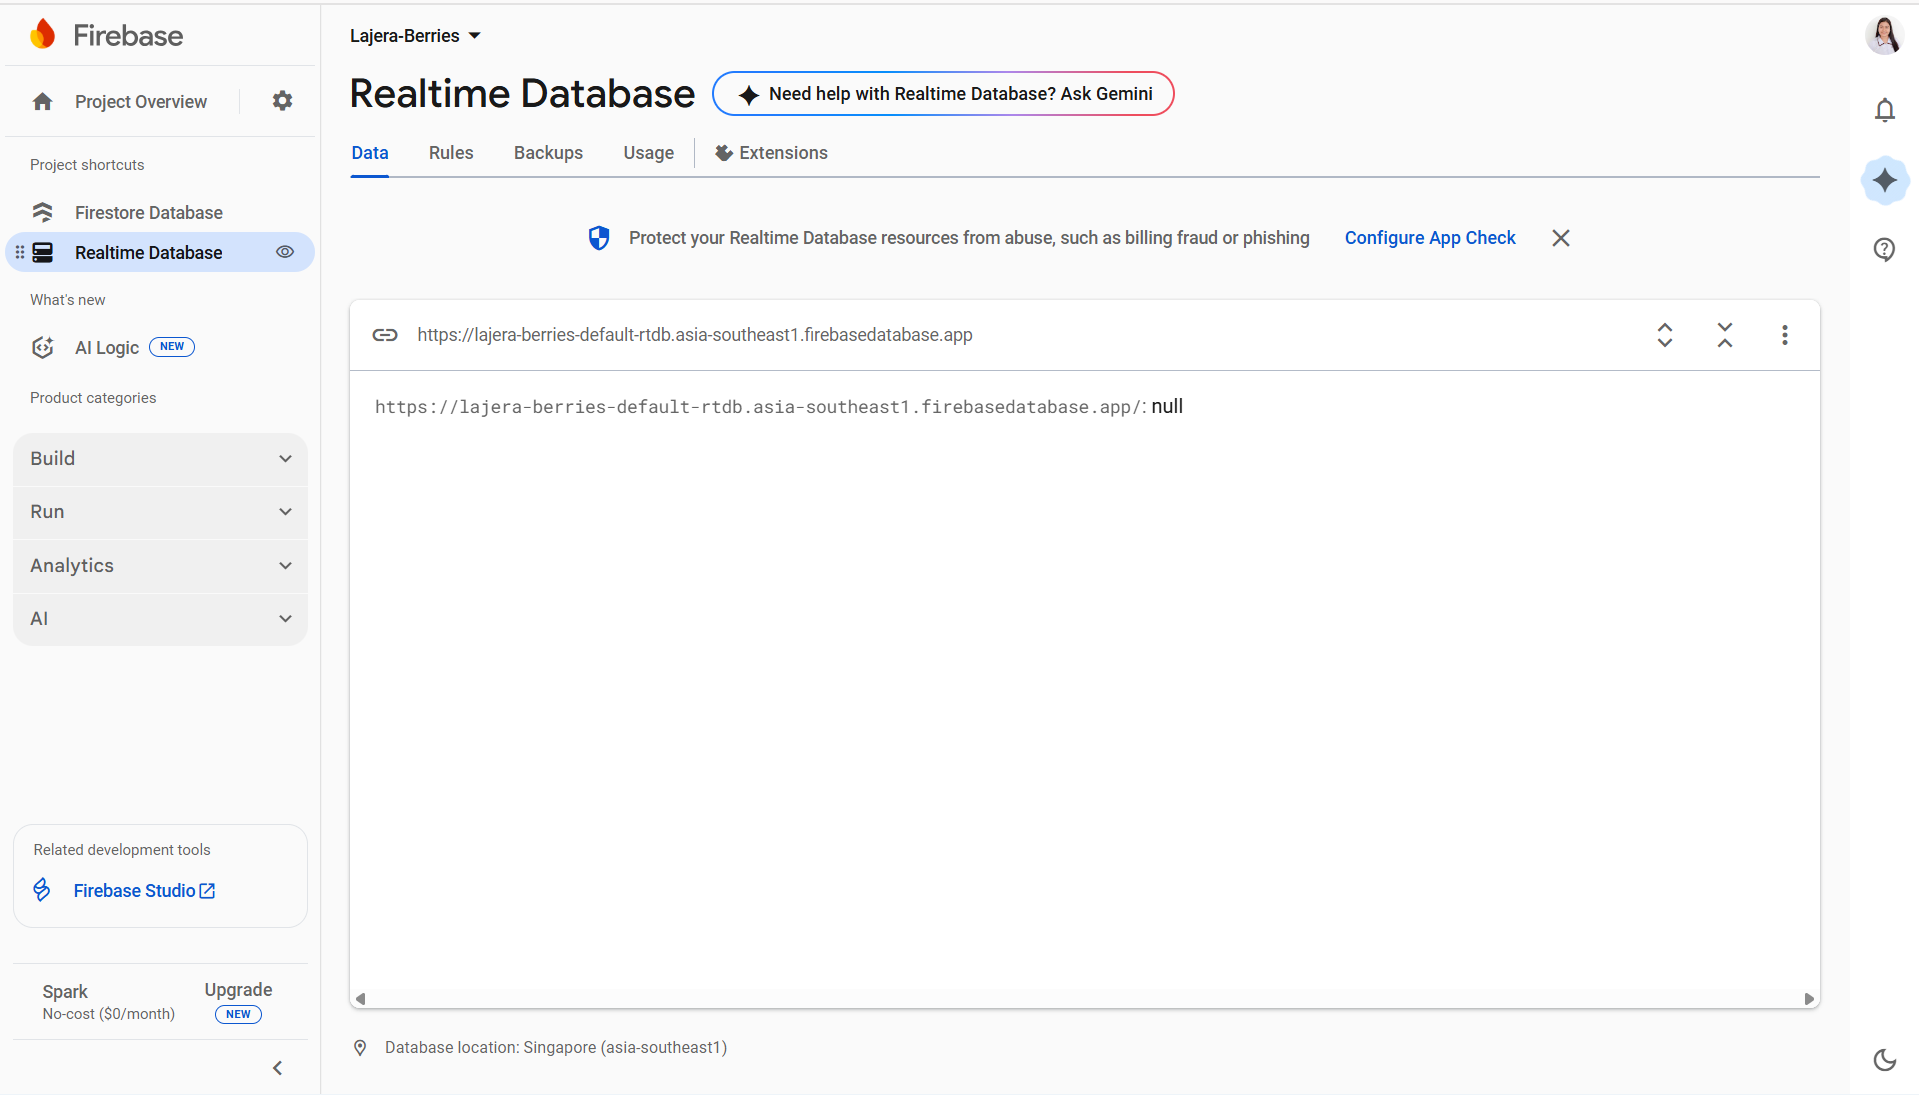 Firebase
Project Overview
Project shortcuts
Firestore Database
Realtime Database
What's new
AI Logic NEW
Product categories
Build
Run
Analytics
AI
Related development tools
Firebase Studio
Spark
No-cost ($0/month)
Upgrade
NEW
Lajera-Berries
Realtime Database
Need help with Realtime Database? Ask Gemini
Data Rules Backups Usage Extensions
Protect your Realtime Database resources from abuse, such as billing fraud or phishing Configure App Check
https://lajera-berries-default-rtdb.asia-southeast1.firebasedatabase.app
https://lajera-berries-default-rtdb.asia-southeast1.firebasedatabase.app/: null
Database location: Singapore (asia-southeast1)